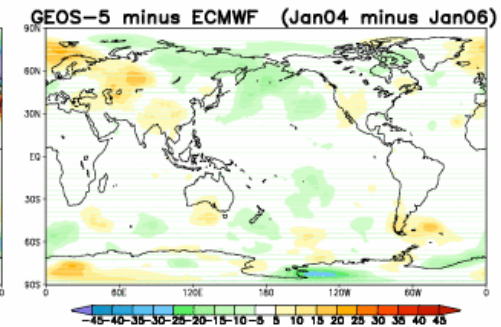 GEOS-5 minus ECMWF (Jan04 minus Jan06)
90N
60N
30N
EQ
30S
60S
90S
0 60E 120E 180 120W 60W 0
-45-40-35-30-25-20-15-10 -5 5 10 15 20 25 30 35 40 45